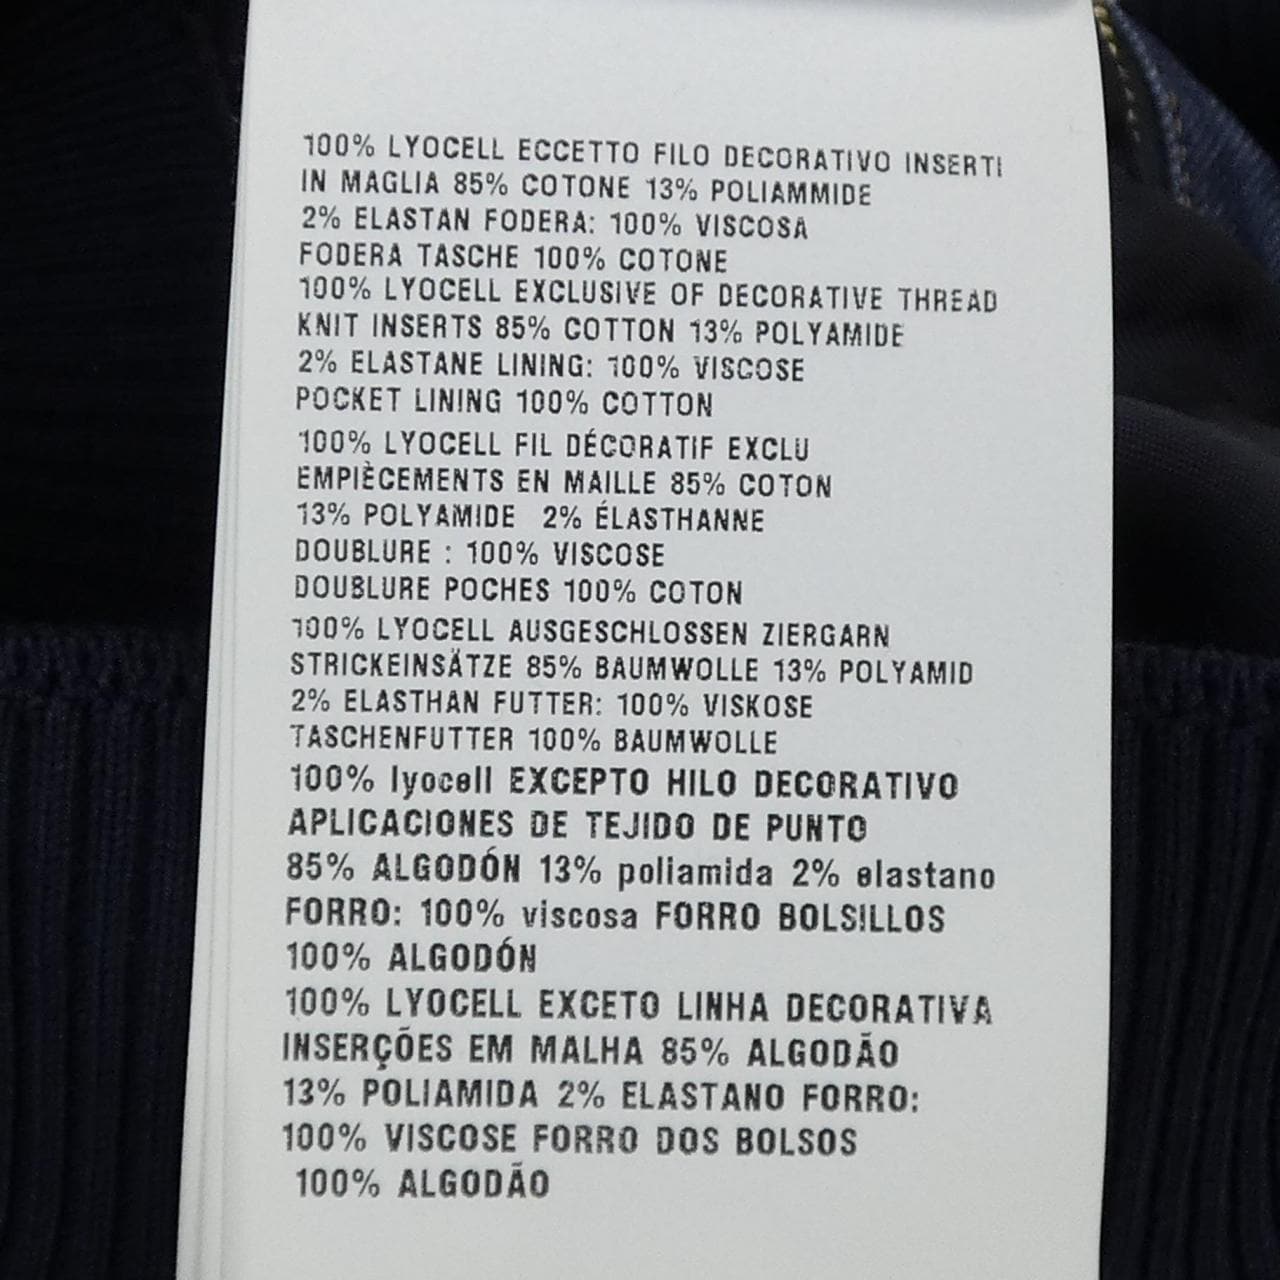 100% LYOCELL ECCETTO FILO DECORATIVO INSERTI
IN MAGLIA 85% COTONE 13% POLIAMMIDE
2% ELASTAN FODERA: 100% VISCOSA
FODERA TASCHE 100% COTONE
100% LYOCELL EXCLUSIVE OF DECORATIVE THREAD
KNIT INSERTS 85% COTTON 13% POLYAMIDE
2% ELASTANE LINING: 100% VISCOSE
POCKET LINING 100% COTTON
100% LYOCELL FIL DÉCORATIF EXCLU
EMPIÈCEMENTS EN MAILLE 85% COTON
13% POLYAMIDE 2% ÉLASTHANNE
DOUBLURE : 100% VISCOSE
DOUBLURE POCHES 100% COTON
100% LYOCELL AUSGESCHLOSSEN ZIERGARN
STRICKEINSÄTZE 85% BAUMWOLLE 13% POLYAMID
2% ELASTHAN FUTTER: 100% VISKOSE
TASCHENFUTTER 100% BAUMWOLLE
100% lyocell EXCEPTO HILO DECORATIVO
APLICACIONES DE TEJIDO DE PUNTO
85% ALGODÓN 13% poliamida 2% elastano
FORRO: 100% viscosa FORRO BOLSILLOS
100% ALGODÓN
100% LYOCELL EXCETO LINHA DECORATIVA
INSERÇÕES EM MALHA 85% ALGODÃO
13% POLIAMIDA 2% ELASTANO FORRO:
100% VISCOSE FORRO DOS BOLSOS
100% ALGODÃO